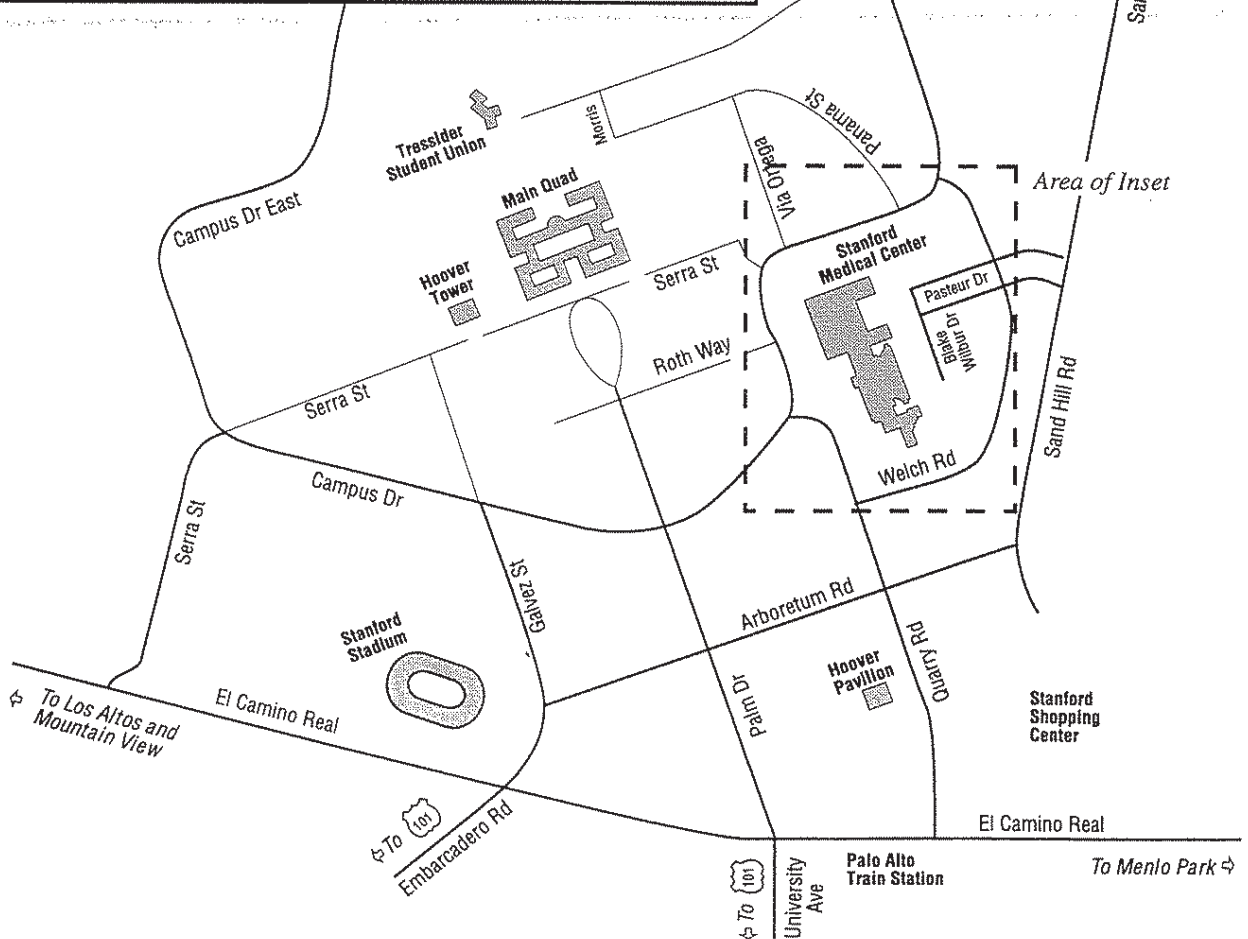 Sa
Morris
Panama St
Tressider
Student Union
Via Ortega
Area of Inset
Main Quad
Campus Dr East
Stanford
Medical Center
Hoover
Tower
Serra St
Pasteur Dr
Blake
Wilbur Dr
Roth Way
Serra St
Sand Hill Rd
Welch Rd
Campus Dr
Serra St
Galvez St
Arboretum Rd
Stanford
Stadium
Quarry Rd
Hoover
Pavilion
Palm Dr
Stanford
Shopping
Center
To Los Altos and
Mountain View
El Camino Real
To 101
Embarcadero Rd
El Camino Real
Palo Alto
Train Station
To Menlo Park
To 101
University
Ave